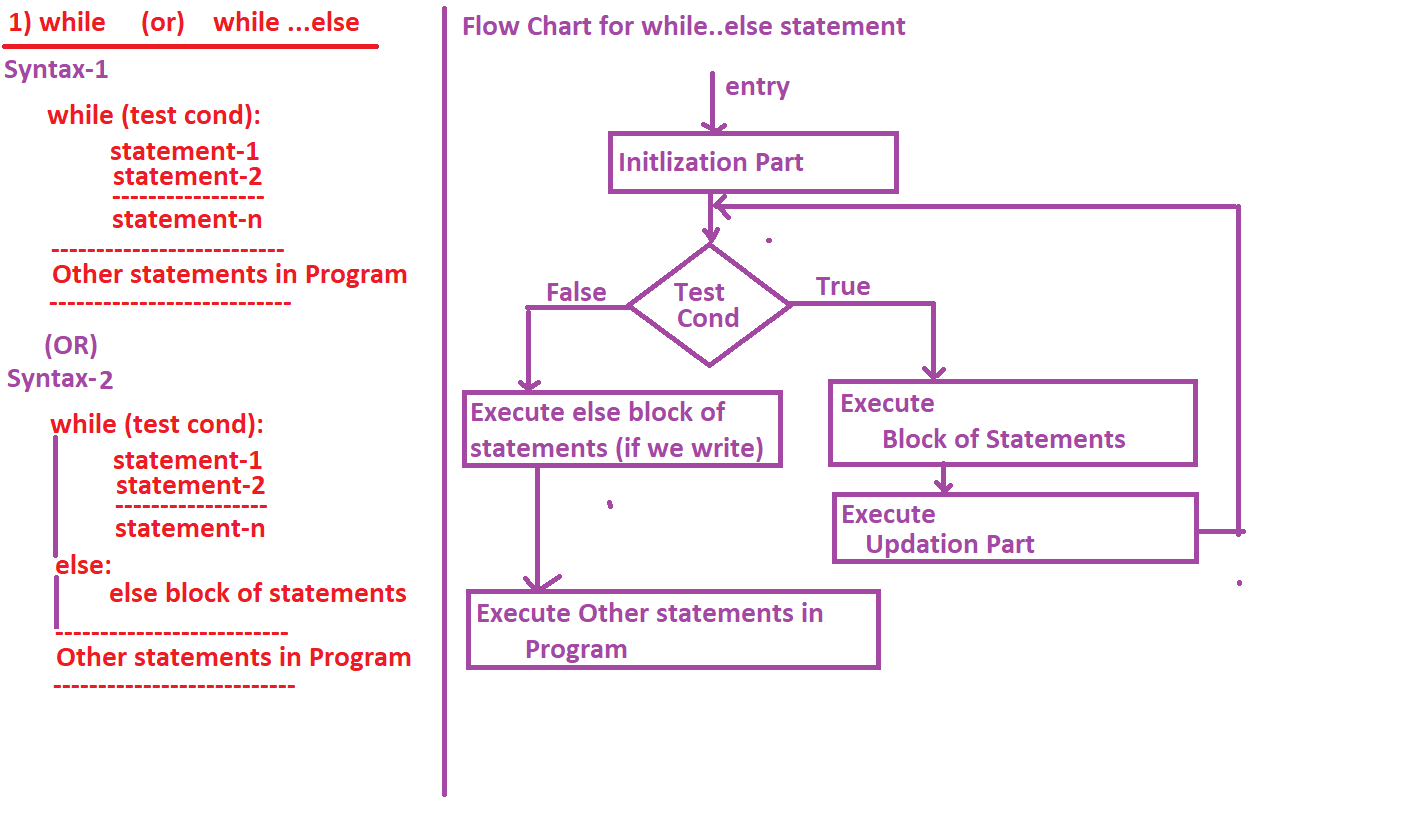 1) while (or) while ...else
Syntax-1
while (test cond):
statement-1
statement-2
------------------
statement-n
--------------------------
Other statements in Program
---------------------------
(OR)
Syntax-2
while (test cond):
statement-1
statement-2
------------------
statement-n
else:
else block of statements
--------------------------
Other statements in Program
---------------------------
Flow Chart for while..else statement
entry
Initlization Part
False
Test
Cond
True
Execute else block of
statements (if we write)
Execute
Block of Statements
Execute
Updation Part
Execute Other statements in
Program